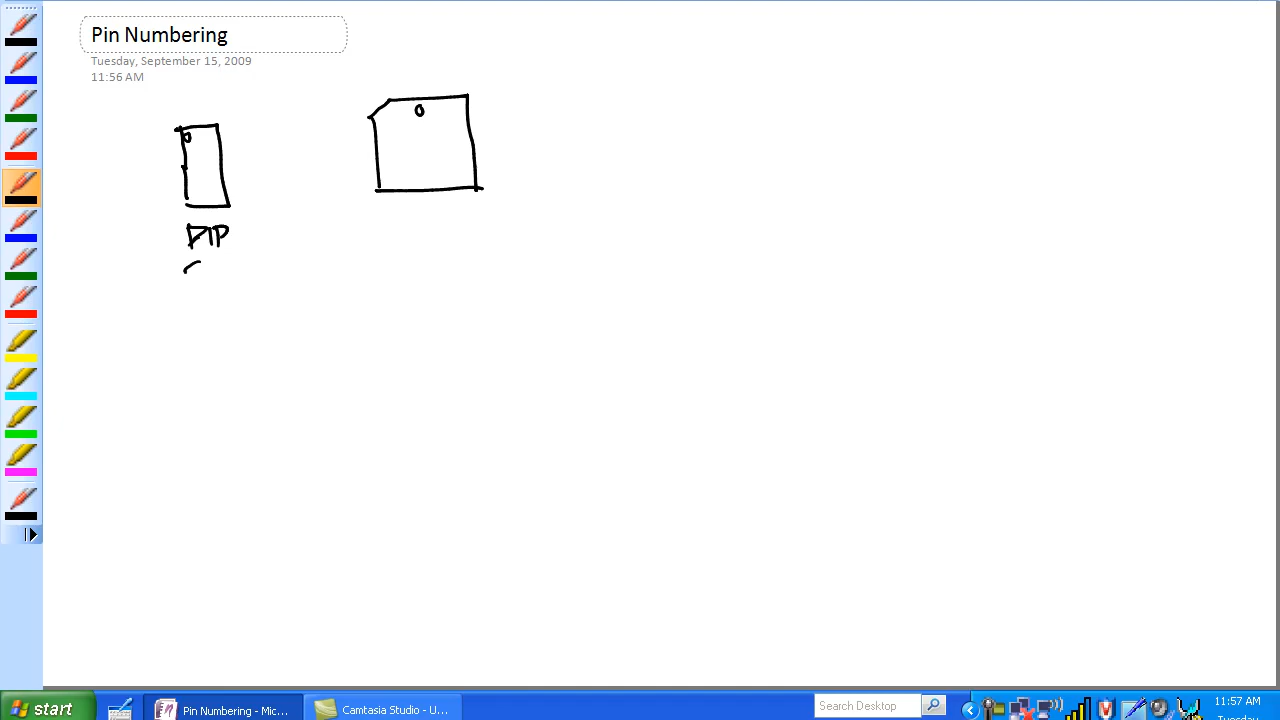 Pin Numbering
Tuesday, September 15, 2009
11:56 AM
DIP
start
Pin Numbering - Mic...
Camtasia Studio - U...
Search Desktop
11:57 AM
Tuesday